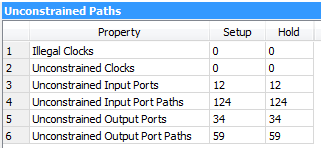 Unconstrained Paths
Property Setup Hold
1 Illegal Clocks 0 0
2 Unconstrained Clocks 0 0
3 Unconstrained Input Ports 12 12
4 Unconstrained Input Port Paths 124 124
5 Unconstrained Output Ports 34 34
6 Unconstrained Output Port Paths 59 59